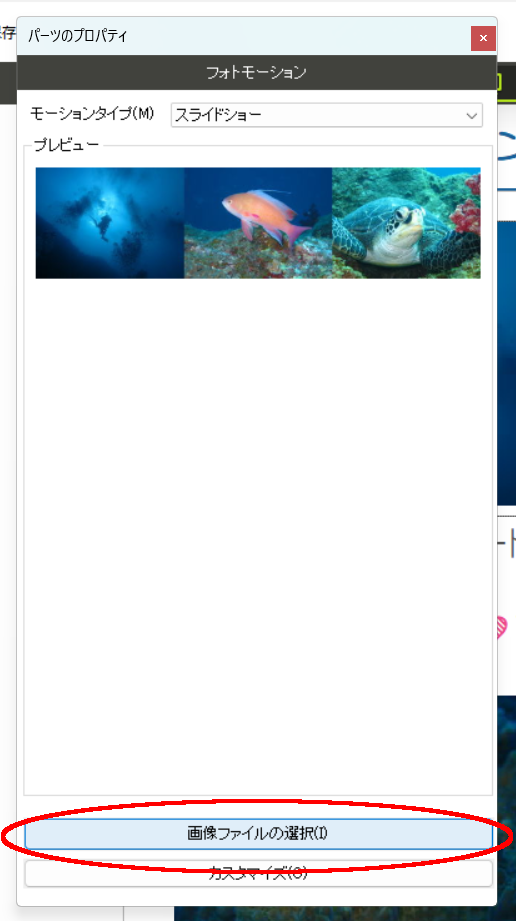 存
パーツのプロパティ
フォトモーション
モーションタイプ(M)
スライドショー
プレビュー
画像ファイルの選択(I)
カスタマイズ(C)